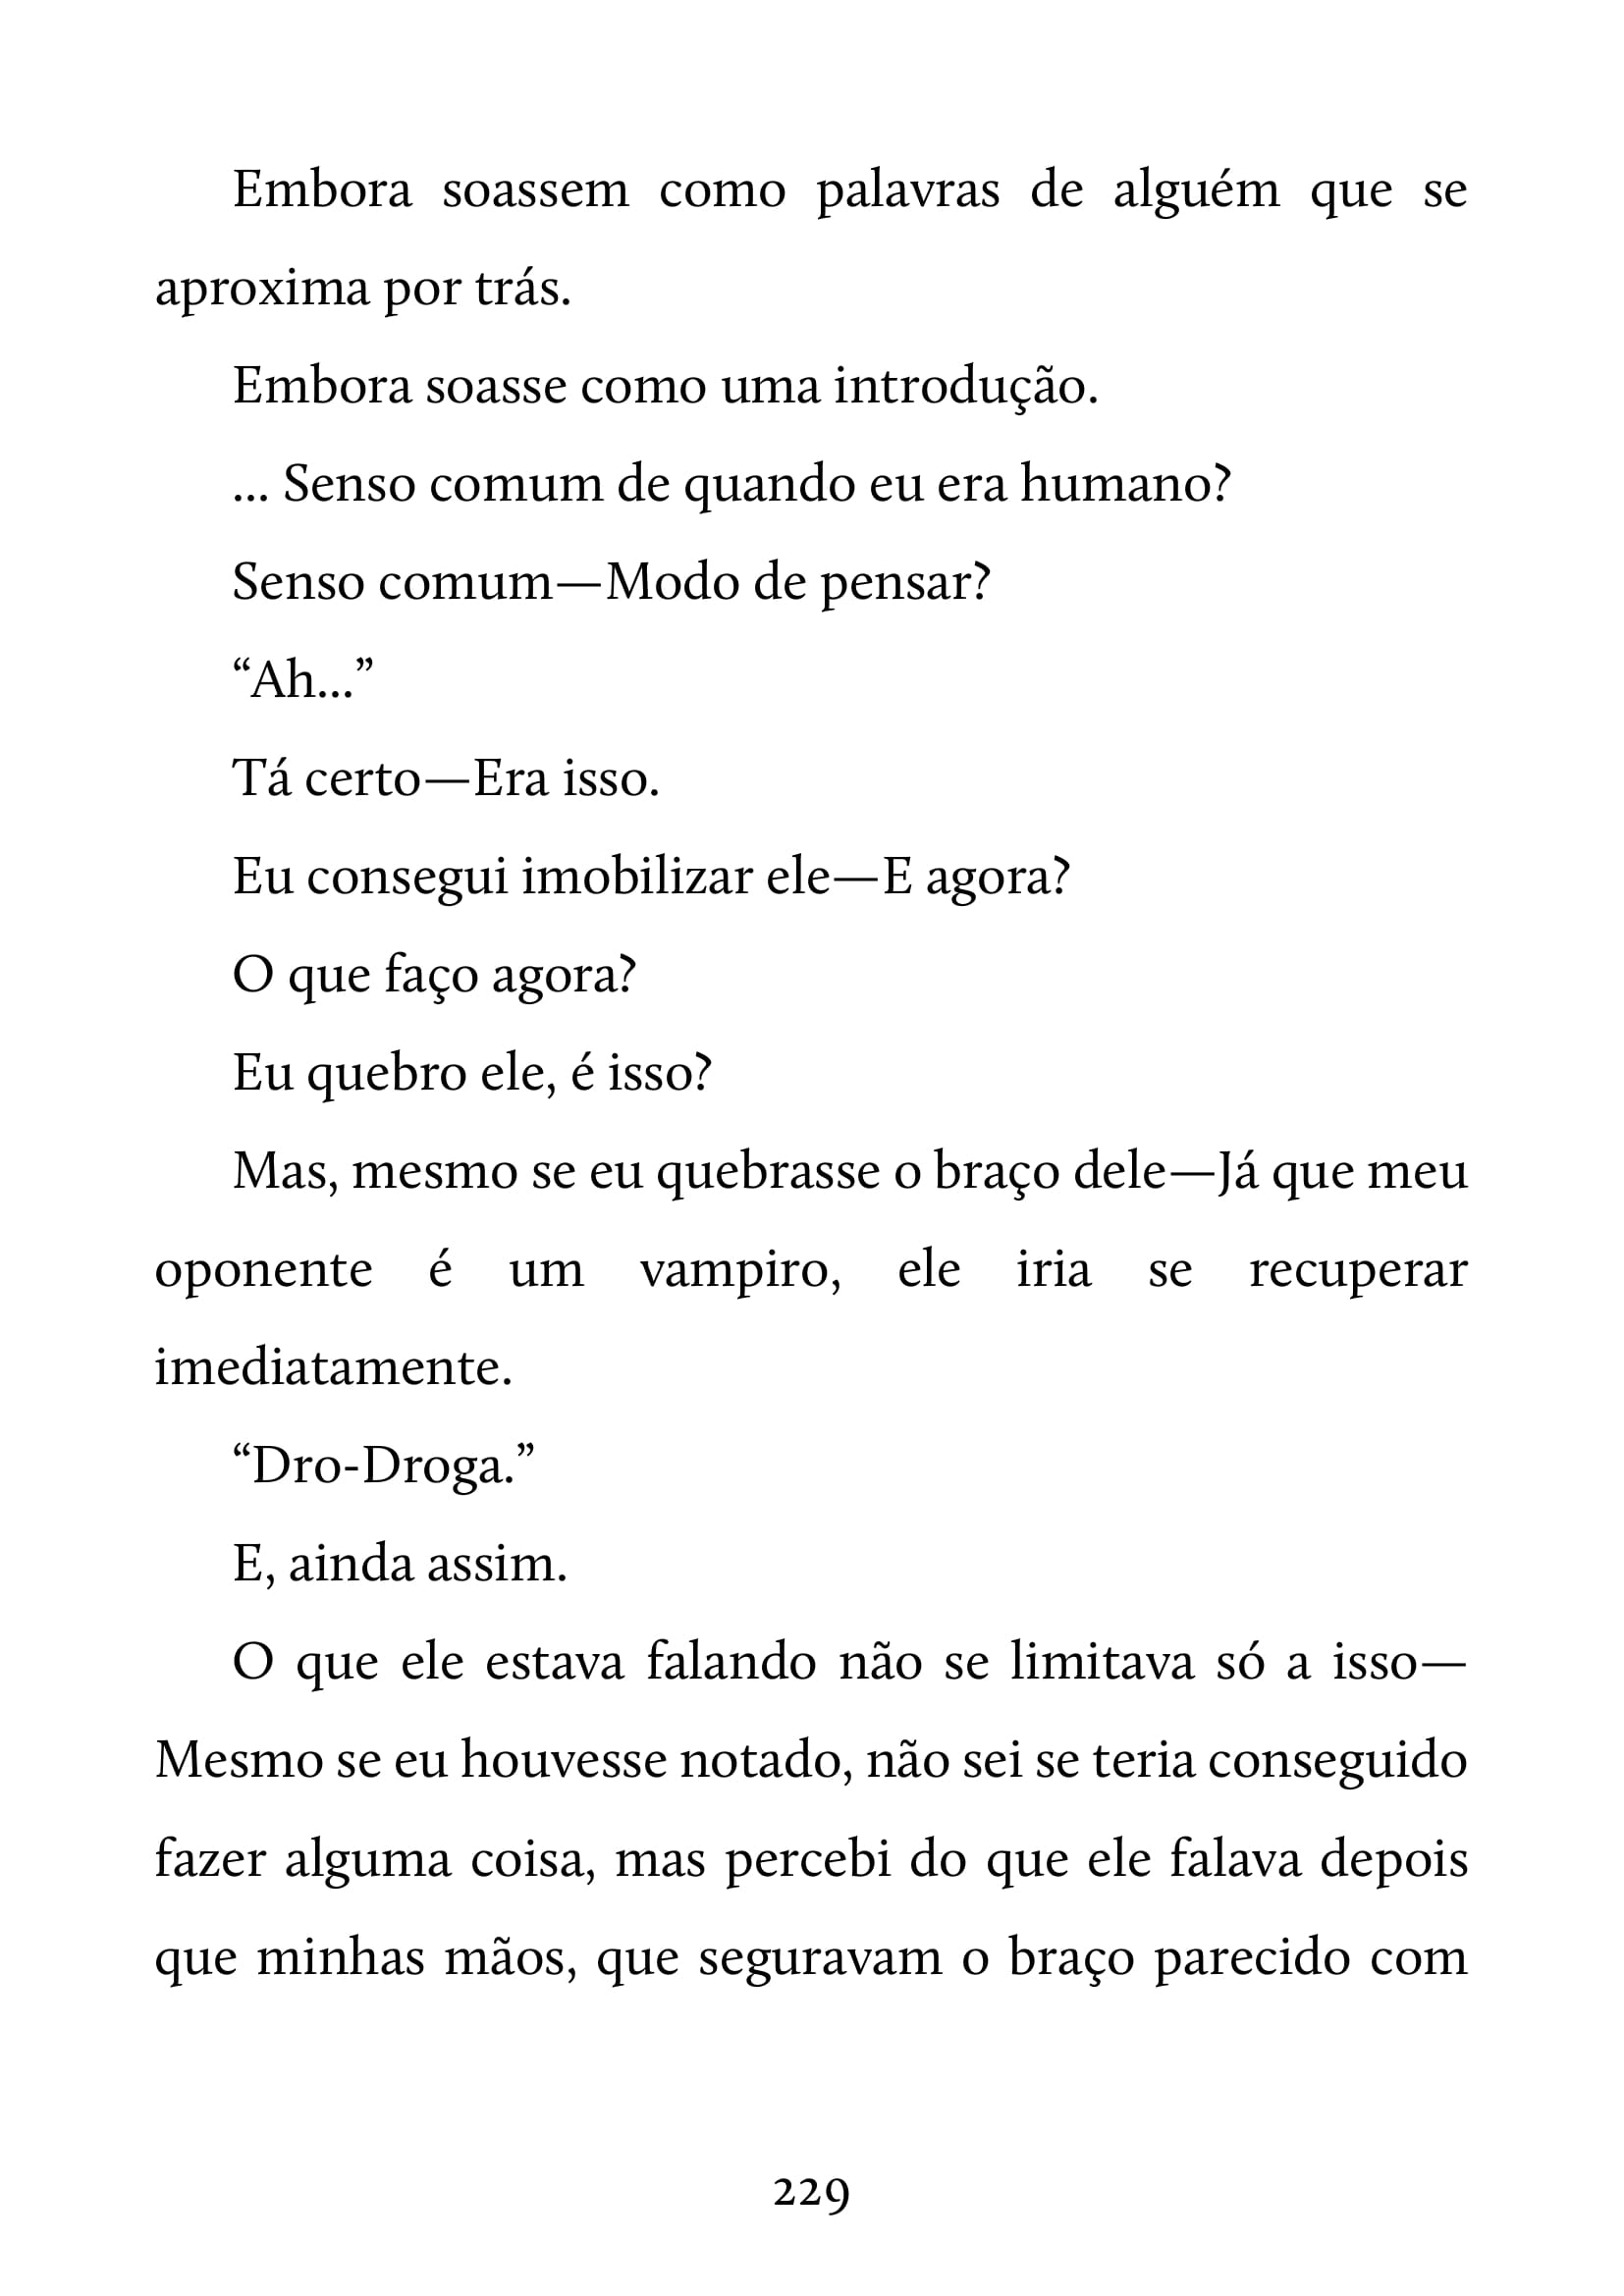 Embora soassem como palavras de alguém que se
aproxima por trás.
Embora soasse como uma introdução.
... Senso comum de quando eu era humano?
Senso comum—Modo de pensar?
“Ah...”
Tá certo—Era isso.
Eu consegui imobilizar ele—E agora?
O que faço agora?
Eu quebro ele, é isso?
Mas, mesmo se eu quebrasse o braço dele—Já que meu
oponente é um vampiro, ele iria se recuperar
imediatamente.
“Dro-Droga.”
E, ainda assim.
O que ele estava falando não se limitava só a isso—
Mesmo se eu houvesse notado, não sei se teria conseguido
fazer alguma coisa, mas percebi do que ele falava depois
que minhas mãos, que seguravam o braço parecido com
229